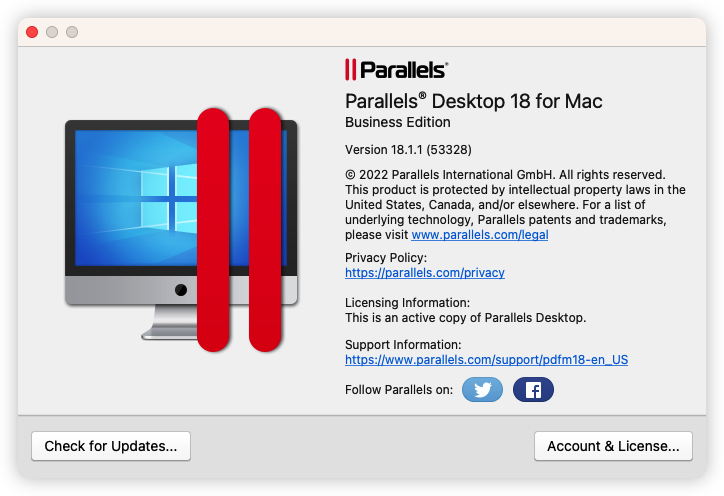 Parallels®
Parallels® Desktop 18 for Mac
Business Edition
Version 18.1.1 (53328)
© 2022 Parallels International GmbH. All rights reserved.
This product is protected by intellectual property laws in the
United States, Canada, and/or elsewhere. For a list of
underlying technology, Parallels patents and trademarks,
please visit www.parallels.com/legal
Privacy Policy:
https://parallels.com/privacy
Licensing Information:
This is an active copy of Parallels Desktop.
Support Information:
https://www.parallels.com/support/pdfm18-en_US
Follow Parallels on:
Check for Updates...
Account & License...